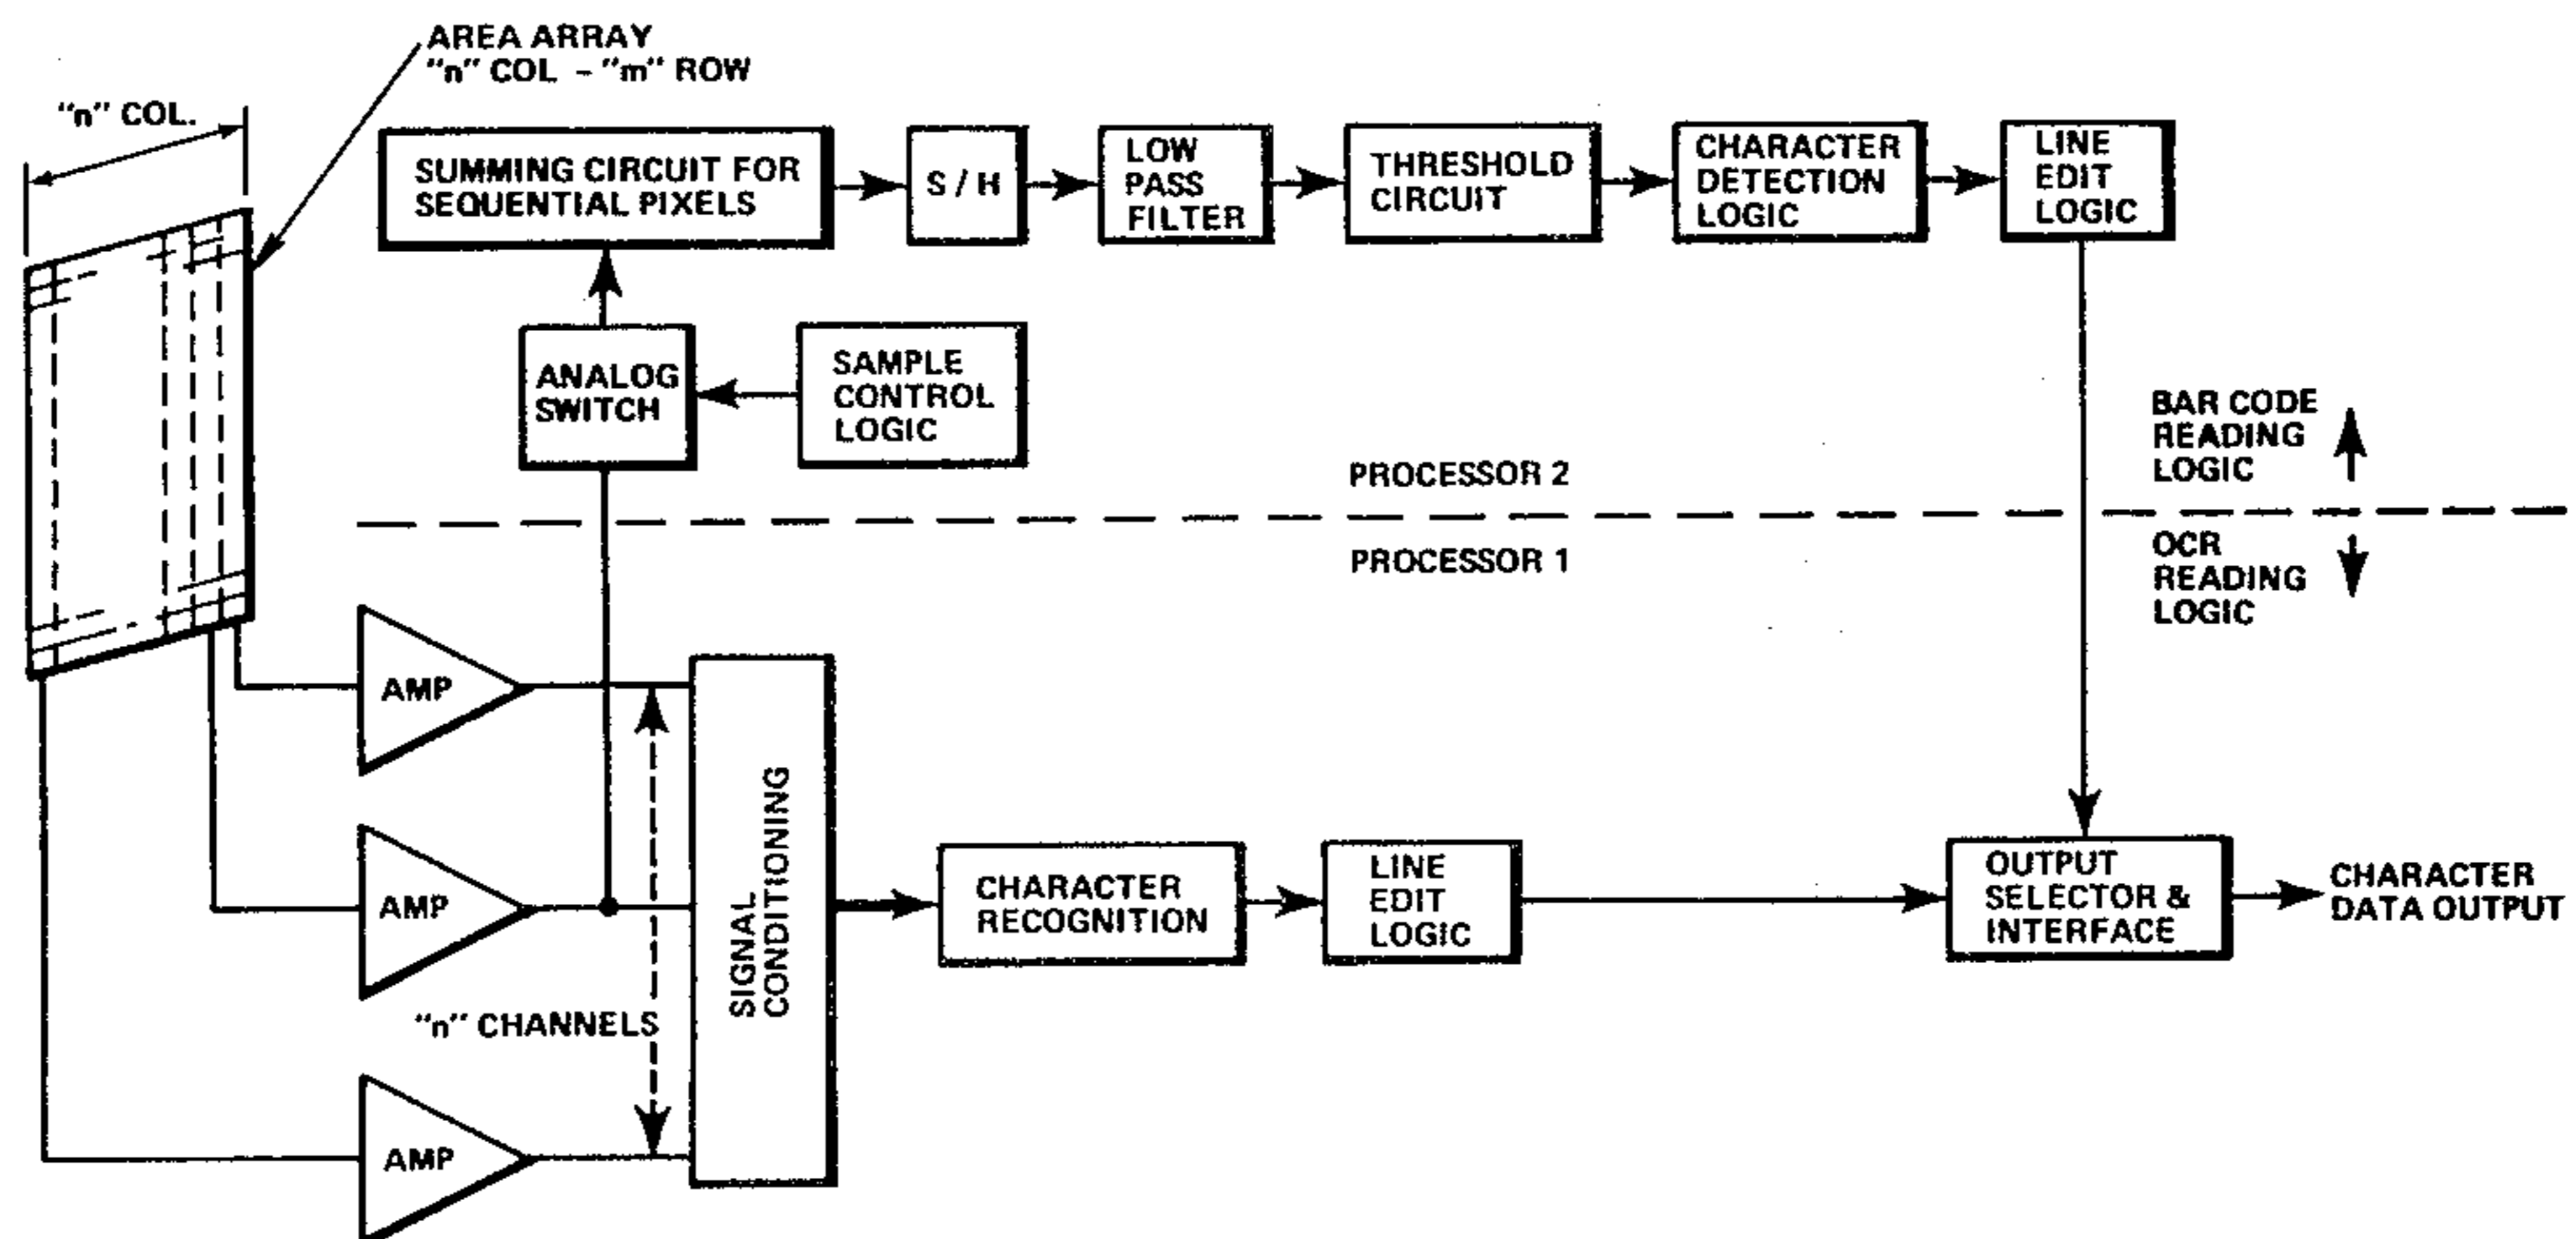 AREA ARRAY
"n" COL - "m" ROW
"n" COL.
SUMMING CIRCUIT FOR
SEQUENTIAL PIXELS
S / H
LOW
PASS
FILTER
THRESHOLD
CIRCUIT
CHARACTER
DETECTION
LOGIC
LINE
EDIT
LOGIC
ANALOG
SWITCH
SAMPLE
CONTROL
LOGIC
BAR CODE
READING
LOGIC
PROCESSOR 2
PROCESSOR 1
OCR
READING
LOGIC
AMP
AMP
AMP
"n" CHANNELS
SIGNAL
CONDITIONING
CHARACTER
RECOGNITION
LINE
EDIT
LOGIC
OUTPUT
SELECTOR &
INTERFACE
CHARACTER
DATA OUTPUT